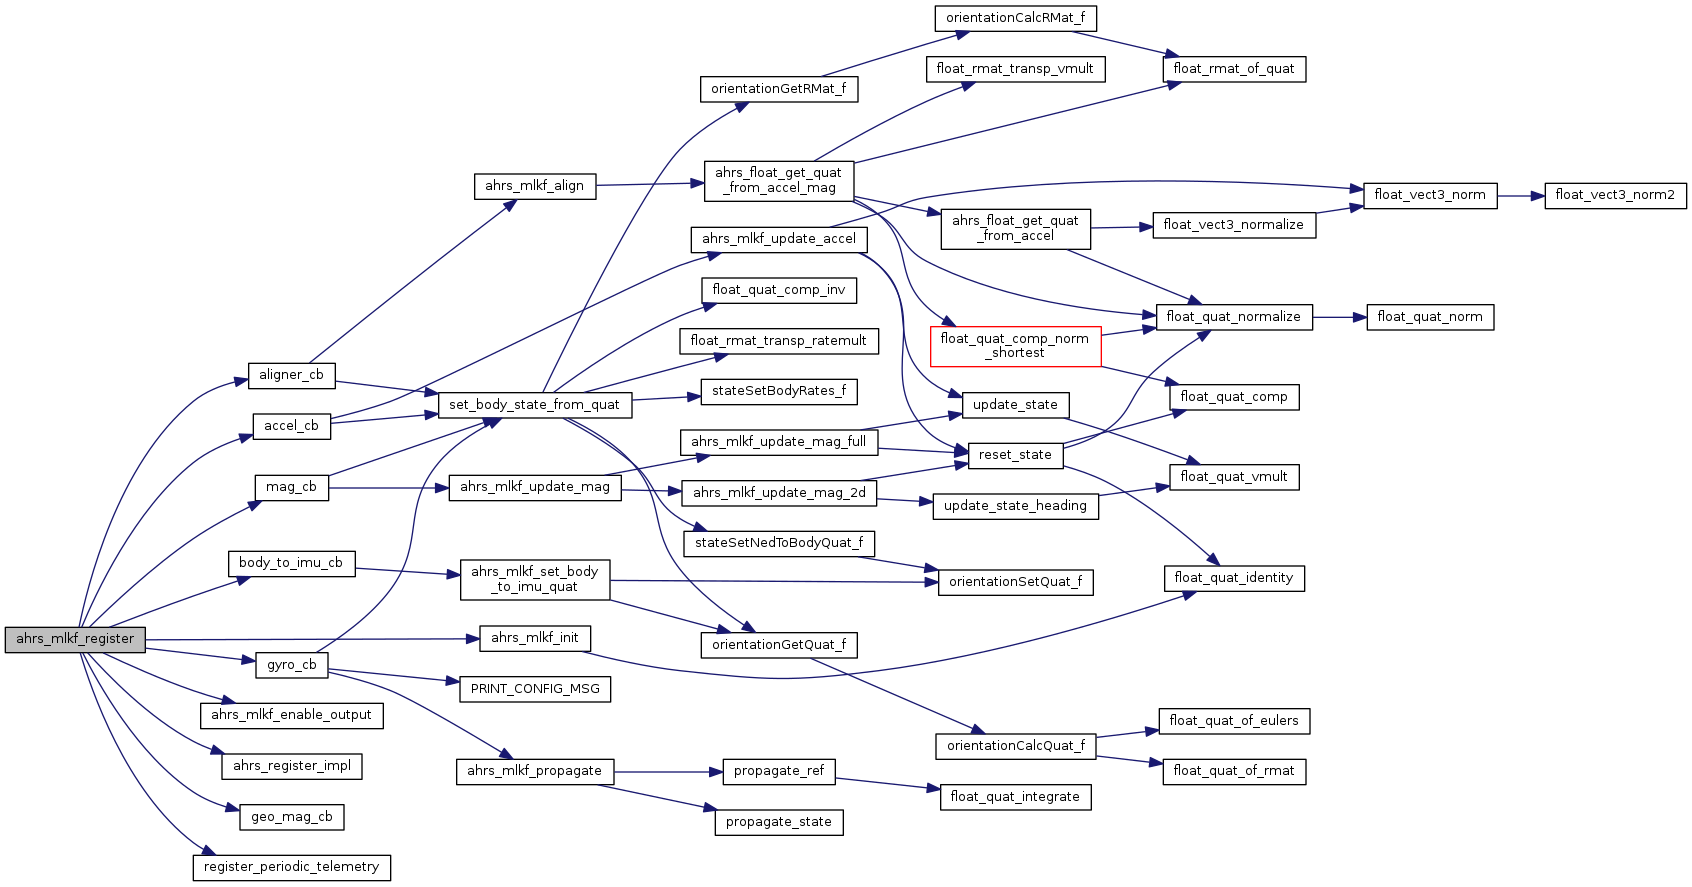 orientationCalcRMat_f
float_rmat_transp_vmult
float_rmat_of_quat
orientationGetRMat_f
ahrs_mlkf_align
ahrs_float_get_quat
_from_accel_mag
float_vect3_norm
float_vect3_norm2
ahrs_float_get_quat
_from_accel
float_vect3_normalize
ahrs_mlkf_update_accel
float_quat_comp_inv
float_quat_normalize
float_quat_norm
float_rmat_transp_ratemult
float_quat_comp_norm
_shortest
aligner_cb
set_body_state_from_quat
stateSetBodyRates_f
float_quat_comp
update_state
accel_cb
ahrs_mlkf_update_mag_full
reset_state
float_quat_vmult
mag_cb
ahrs_mlkf_update_mag
ahrs_mlkf_update_mag_2d
update_state_heading
stateSetNedToBodyQuat_f
body_to_imu_cb
ahrs_mlkf_set_body
_to_imu_quat
orientationSetQuat_f
float_quat_identity
ahrs_mlkf_register
ahrs_mlkf_init
orientationGetQuat_f
gyro_cb
PRINT_CONFIG_MSG
ahrs_mlkf_enable_output
float_quat_of_eulers
orientationCalcQuat_f
ahrs_register_impl
ahrs_mlkf_propagate
propagate_ref
float_quat_of_rmat
float_quat_integrate
geo_mag_cb
propagate_state
register_periodic_telemetry